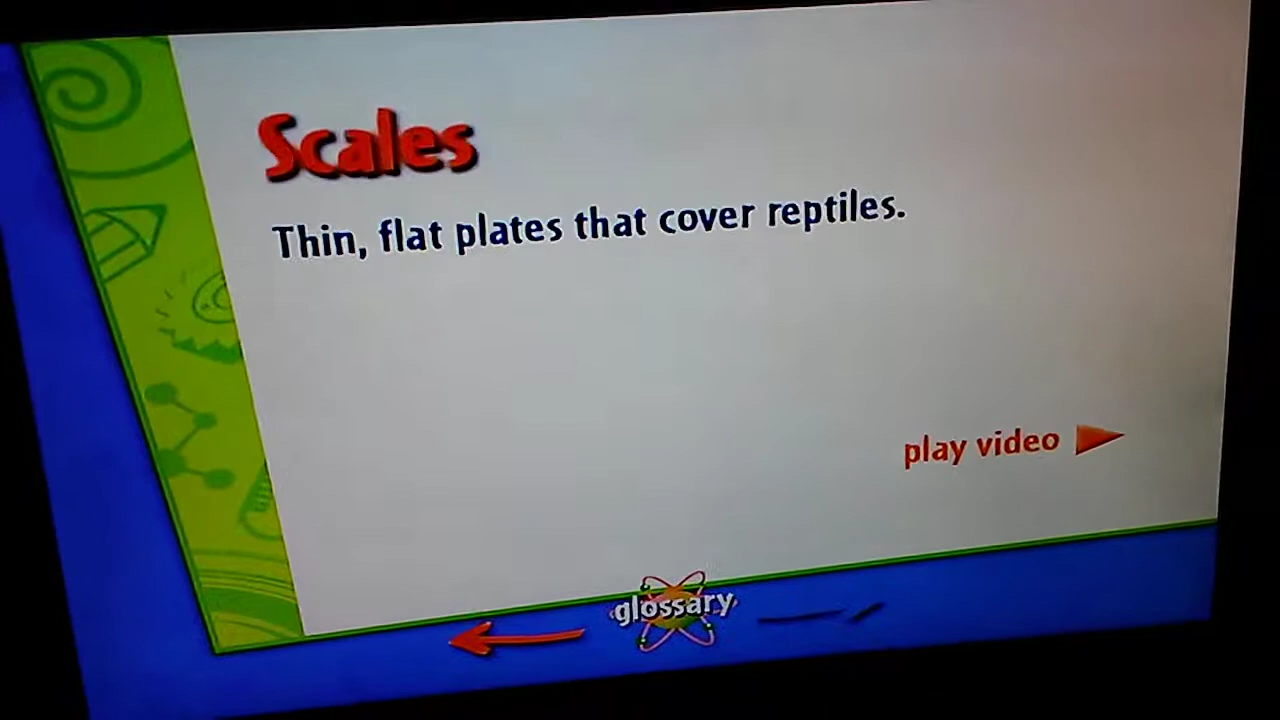 Scales
Thin, flat plates that cover reptiles.
play video
glossary